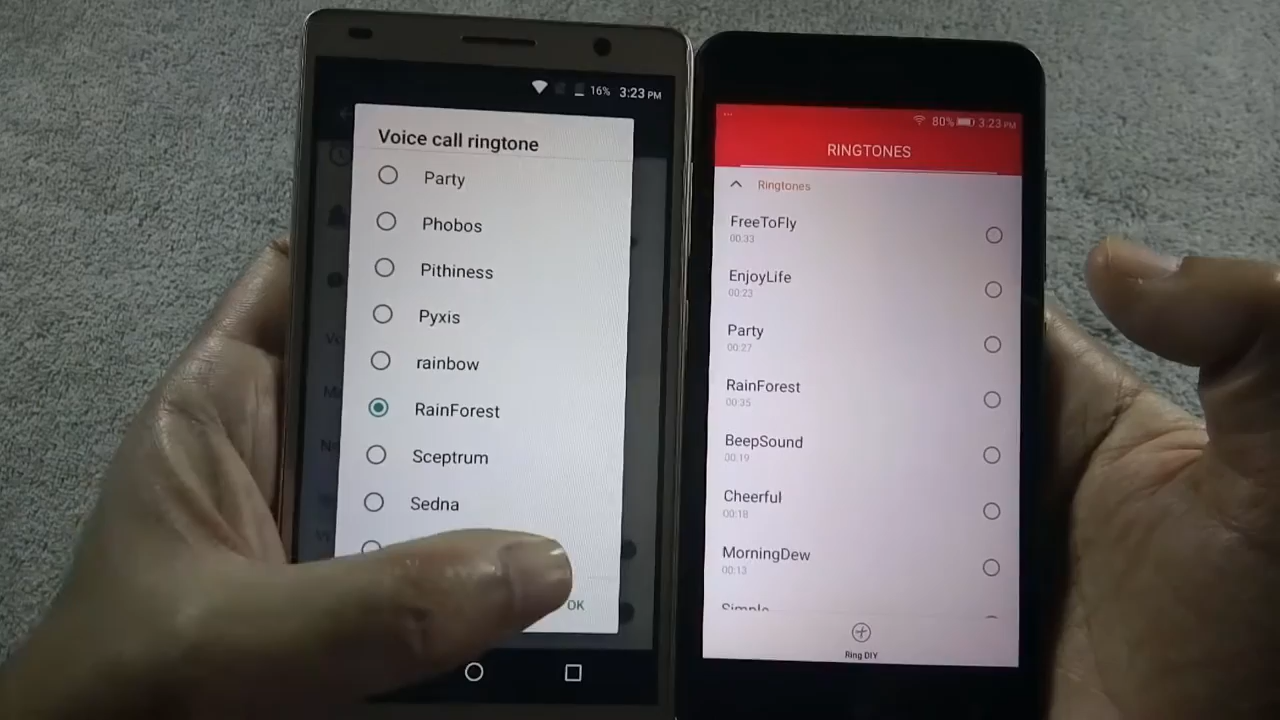 16% 3:23 PM
Voice call ringtone
Party
Phobos
Pithiness
Pyxis
rainbow
RainForest
Sceptrum
Sedna
OK
80% 3:23 PM
RINGTONES
Ringtones
FreeToFly
00:33
EnjoyLife
00:23
Party
00:27
RainForest
00:35
BeepSound
00:19
Cheerful
00:18
MorningDew
00:13
Simple
Ring DIY